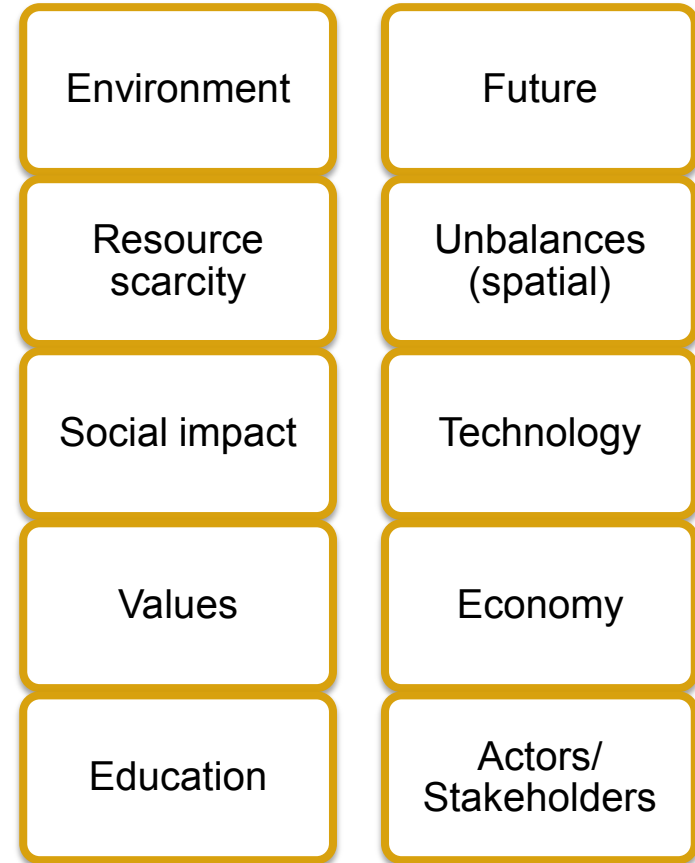 Environment
Future
Resource
scarcity
Unbalances
(spatial)
Social impact
Technology
Values
Economy
Education
Actors/
Stakeholders